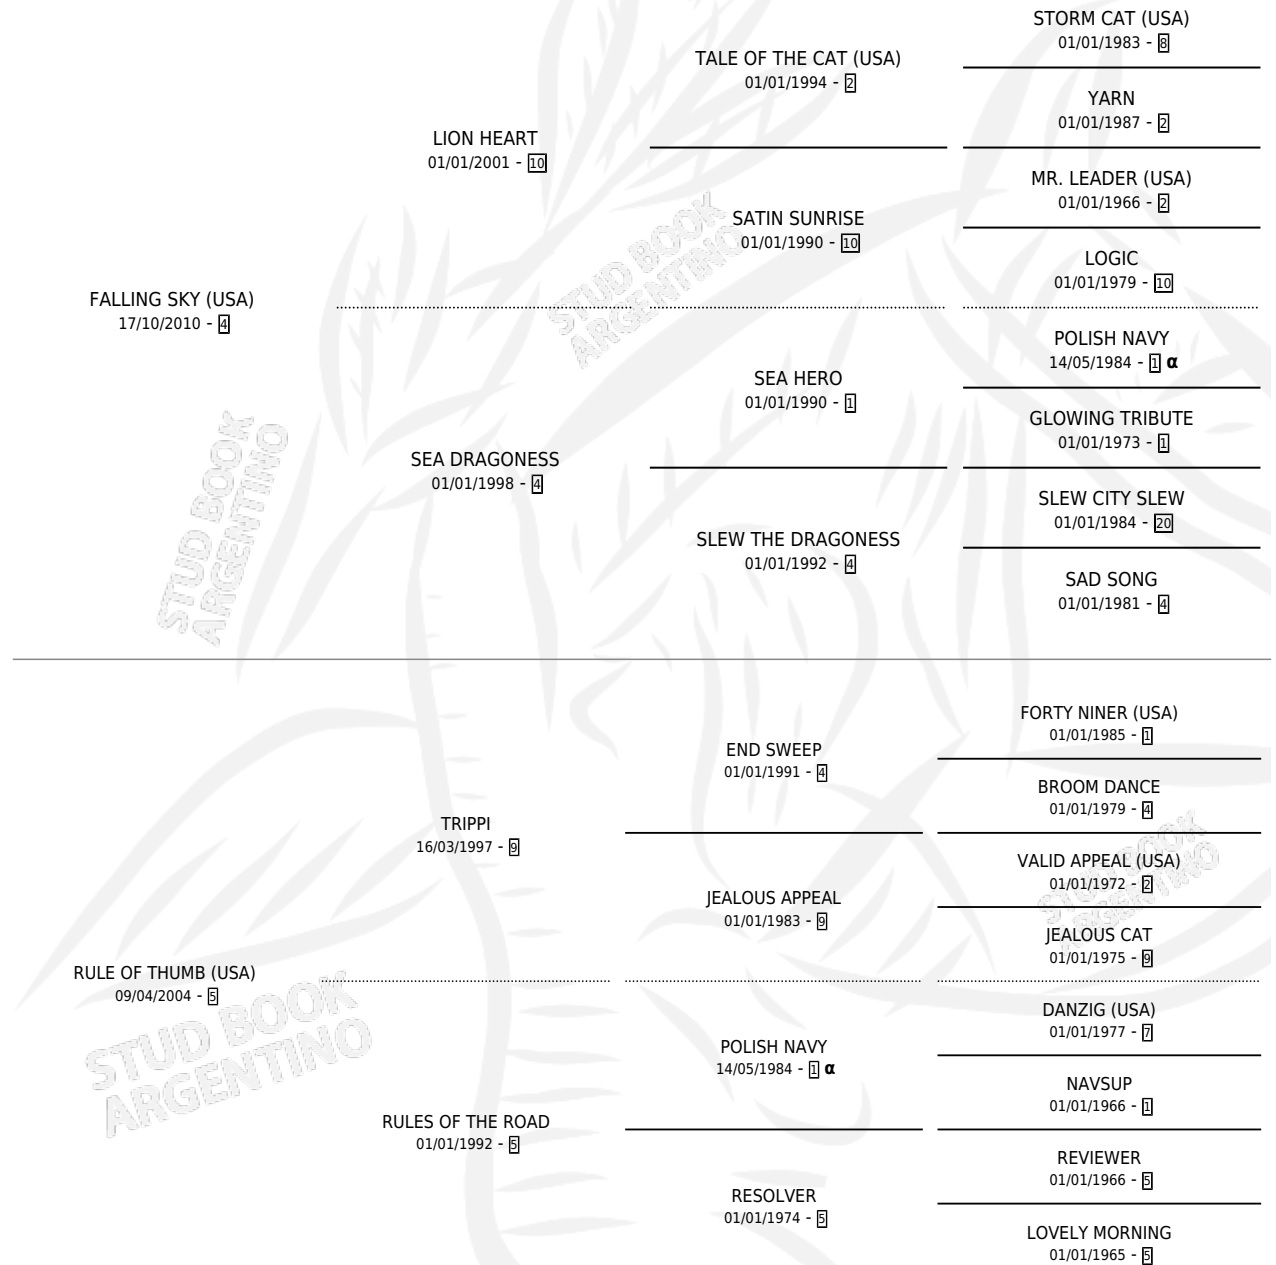 STORM CAT (USA)
01/01/1983 - 8
TALE OF THE CAT (USA)
01/01/1994 - 2
YARN
01/01/1987 - 2
LION HEART
01/01/2001 - 10
MR. LEADER (USA)
01/01/1966 - 2
SATIN SUNRISE
01/01/1990 - 10
LOGIC
01/01/1979 - 10
FALLING SKY (USA)
17/10/2010 - 4
POLISH NAVY
14/05/1984 - 1 α
SEA HERO
01/01/1990 - 1
GLOWING TRIBUTE
01/01/1973 - 1
SEA DRAGONESS
01/01/1998 - 4
SLEW CITY SLEW
01/01/1984 - 20
SLEW THE DRAGONESS
01/01/1992 - 4
SAD SONG
01/01/1981 - 4
FORTY NINER (USA)
01/01/1985 - 1
END SWEEP
01/01/1991 - 4
BROOM DANCE
01/01/1979 - 4
TRIPPI
16/03/1997 - 9
VALID APPEAL (USA)
01/01/1972 - 2
JEALOUS APPEAL
01/01/1983 - 9
JEALOUS CAT
01/01/1975 - 9
RULE OF THUMB (USA)
09/04/2004 - 5
DANZIG (USA)
01/01/1977 - 7
POLISH NAVY
14/05/1984 - 1 α
NAVSUP
01/01/1966 - 1
RULES OF THE ROAD
01/01/1992 - 5
REVIEWER
01/01/1966 - 5
RESOLVER
01/01/1974 - 5
LOVELY MORNING
01/01/1965 - 5
STUD BOOK
ARGENTINO
STUD BOOK
ARGENTINO
STUD BOOK
ARGENTINO
STUD BOOK
ARGENTINO